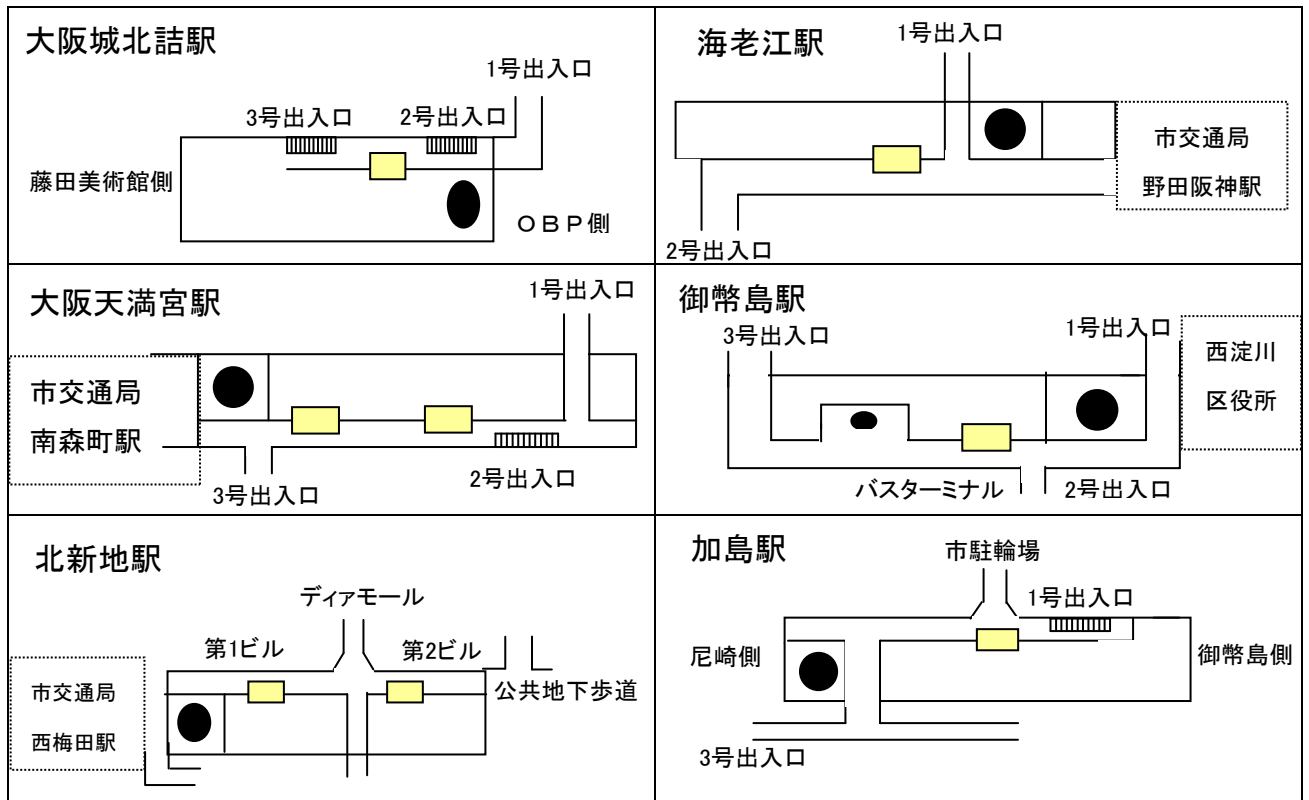 大阪城北詰駅
1号出入口
3号出入口
2号出入口
藤田美術館側
ＯＢＰ側
海老江駅
1号出入口
市交通局
野田阪神駅
2号出入口
大阪天満宮駅
1号出入口
市交通局
南森町駅
2号出入口
3号出入口
御幣島駅
3号出入口
1号出入口
西淀川
区役所
バスターミナル
2号出入口
北新地駅
ディアモール
第1ビル
第2ビル
市交通局
西梅田駅
公共地下歩道
加島駅
市駐輪場
1号出入口
尼崎側
御幣島側
3号出入口